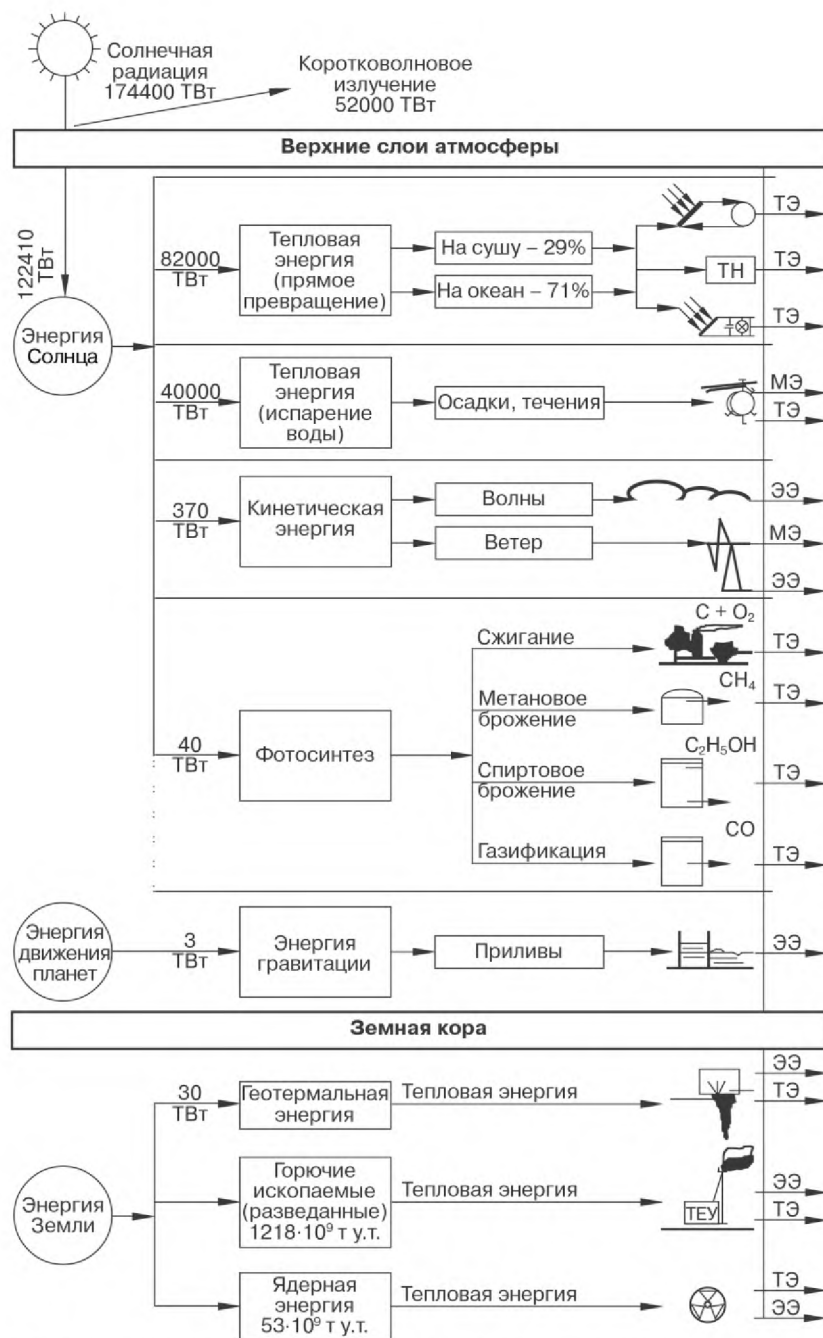 Солнечная
радиация
174400 ТВт
Коротковолновое
излучение
52000 ТВт
Верхние слои атмосферы
122410
ТВт
Энергия
Солнца
82000
ТВт
Тепловая
энергия
(прямое
превращение)
На сушу – 29%
На океан – 71%
ТН
ТЭ
ТЭ
ТЭ
40000
ТВт
Тепловая
энергия
(испарение
воды)
Осадки, течения
МЭ
ТЭ
370
ТВт
Кинетическая
энергия
Волны
Ветер
ЭЭ
МЭ
ЭЭ
40
ТВт
Фотосинтез
Сжигание
C + O₂
ТЭ
Метановое
брожение
CH₄
ТЭ
Спиртовое
брожение
C₂H₅OH
ТЭ
Газификация
CO
ТЭ
Энергия
движения
планет
3
ТВт
Энергия
гравитации
Приливы
ЭЭ
Земная кора
Энергия
Земли
30
ТВт
Геотермальная
энергия
Тепловая энергия
ЭЭ
ТЭ
Горючие
ископаемые
(разведанные)
1218·10⁹ т у.т.
Тепловая энергия
ТЕУ
ЭЭ
ТЭ
Ядерная
энергия
53·10⁹ т у.т.
Тепловая энергия
ТЭ
ЭЭ